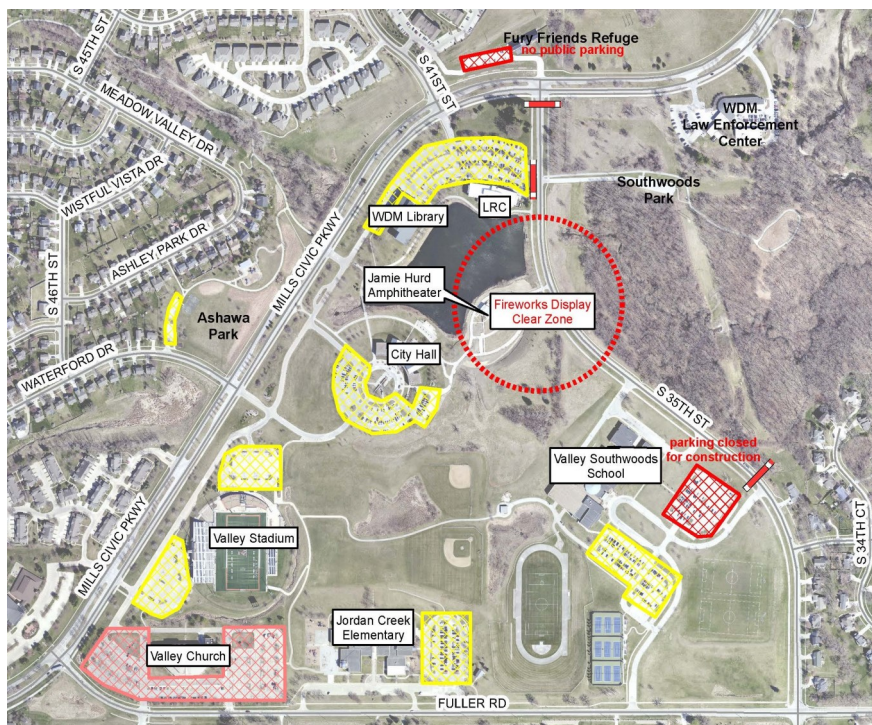 S 45TH ST
S 41ST ST
Fury Friends Refuge
no public parking
MEADOW VALLEY DR
WDM
Law Enforcement
Center
WISTFUL VISTA DR
Southwoods
Park
LRC
WDM Library
ASHLEY PARK DR
S 46TH ST
MILLS CIVIC PKWY
Jamie Hurd
Amphitheater
Fireworks Display
Clear Zone
Ashawa
Park
WATERFORD DR
City Hall
S 35TH ST
parking closed
for construction
Valley Southwoods
School
Valley Stadium
MILLS CIVIC PKWY
S 34TH CT
Jordan Creek
Elementary
Valley Church
FULLER RD